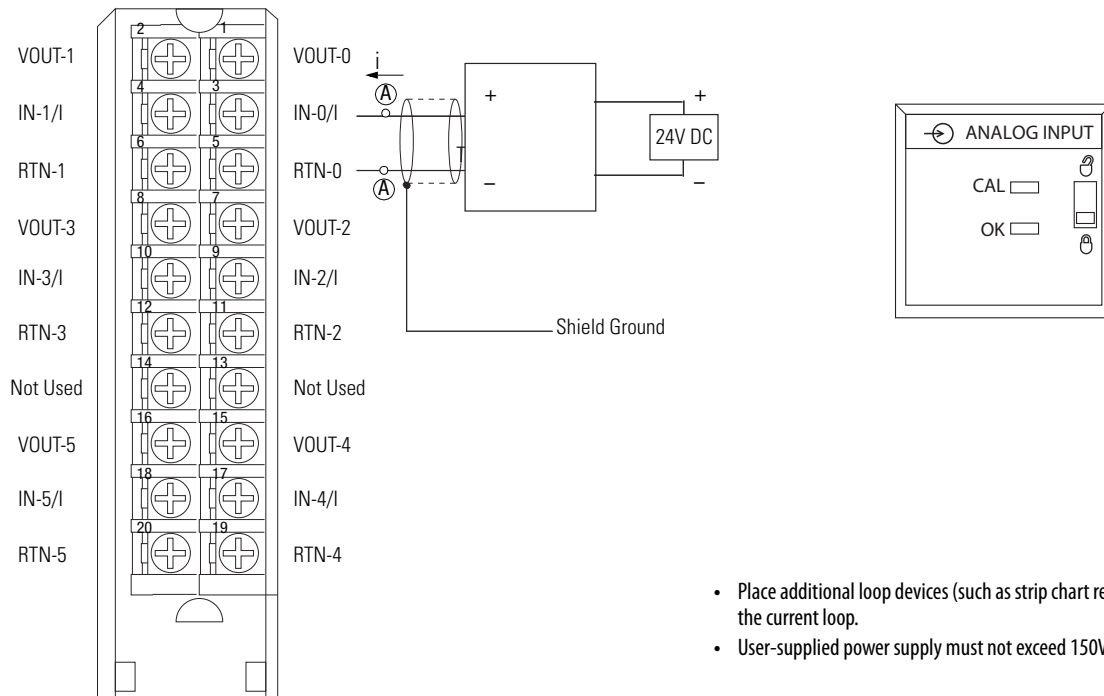 2 1
VOUT-1 VOUT-0
i
4 3
A
IN-1/I IN-0/I + +
24V DC
6 5
T
RTN-1 RTN-0 – –
A
8 7
VOUT-3 VOUT-2
10 9
IN-3/I IN-2/I
12 11
RTN-3 RTN-2 Shield Ground
14 13
Not Used Not Used
16 15
VOUT-5 VOUT-4
18 17
IN-5/I IN-4/I
20 19
RTN-5 RTN-4
ANALOG INPUT
CAL
OK
• Place additional loop devices (such as strip chart re
the current loop.
• User-supplied power supply must not exceed 150V